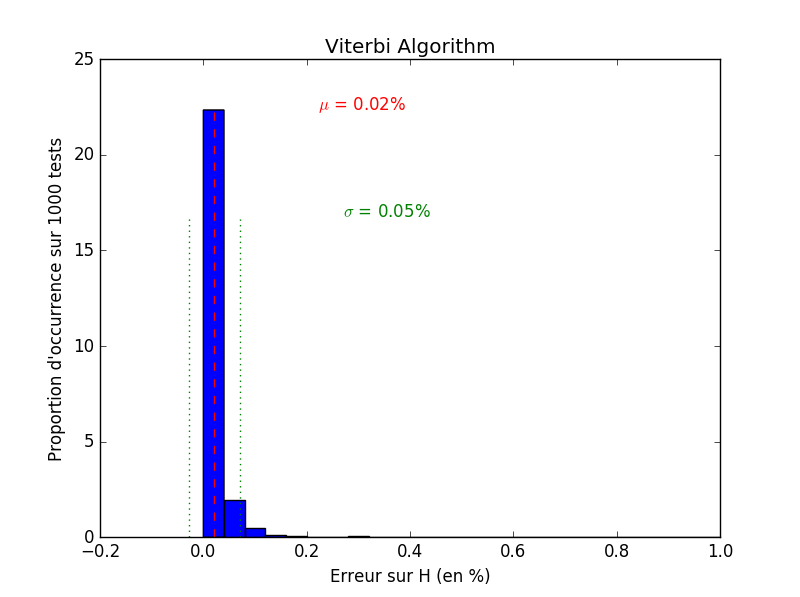 Viterbi Algorithm
25
20
15
10
5
0
μ = 0.02%
σ = 0.05%
Proportion d'occurrence sur 1000 tests
−0.2 0.0 0.2 0.4 0.6 0.8 1.0
Erreur sur H (en %)